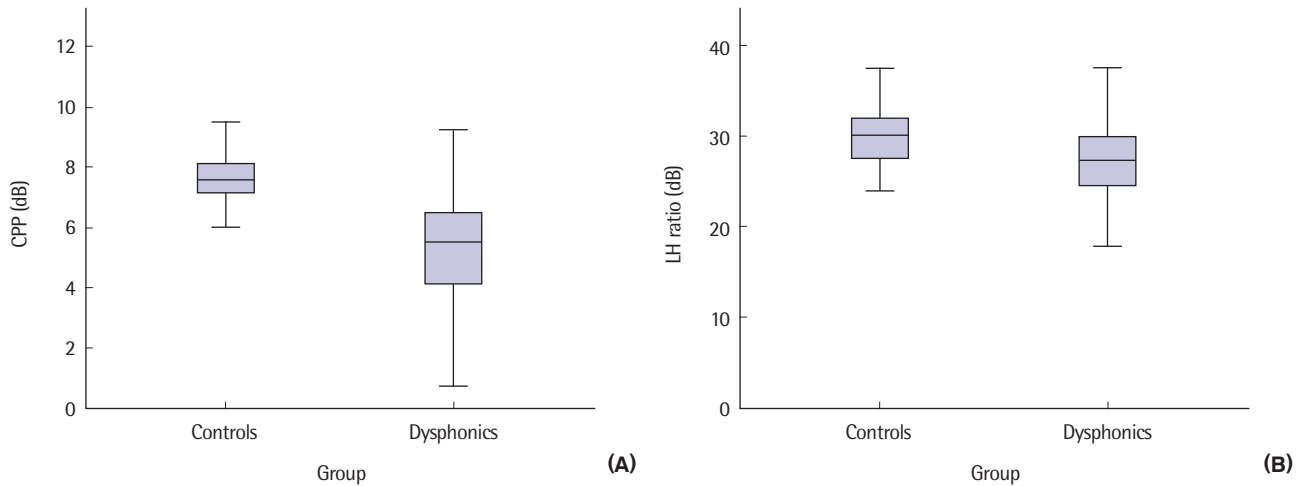 CPP (dB)
12
10
8
6
4
2
0
Controls
Dysphonics
Group
(A)
LH ratio (dB)
40
30
20
10
0
Controls
Dysphonics
Group
(B)